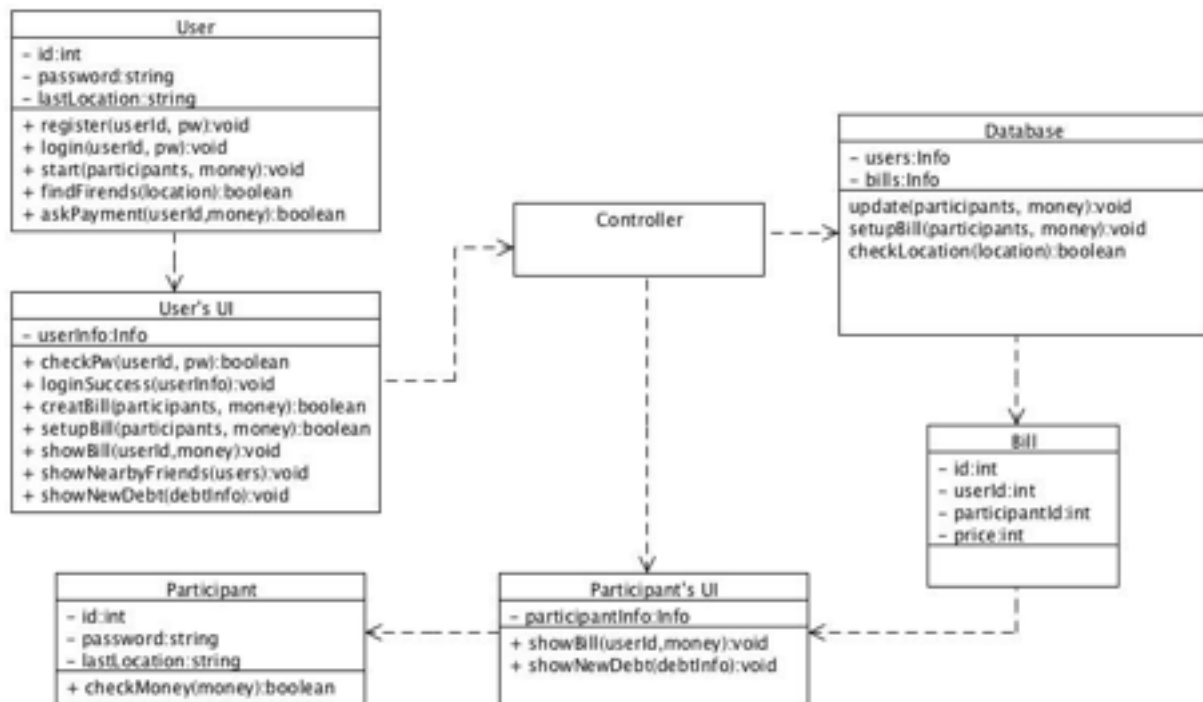 User
- id:int
- password:string
- lastLocation:string
+ register(userId, pw):void
+ login(userId, pw):void
+ start(participants, money):void
+ findFirends(location):boolean
+ askPayment(userId,money):boolean
User's UI
- userInfo:Info
+ checkPw(userId, pw):boolean
+ loginSuccess(userInfo):void
+ creatBill(participants, money):boolean
+ setupBill(participants, money):boolean
+ showBill(userId,money):void
+ showNearbyFriends(users):void
+ showNewDebt(debtInfo):void
Controller
Database
- users:Info
- bills:Info
update(participants, money):void
setupBill(participants, money):void
checkLocation(location):boolean
Bill
- id:int
- userId:int
- participantId:int
- price:int
Participant's UI
- participantInfo:Info
+ showBill(userId,money):void
+ showNewDebt(debtInfo):void
Participant
- id:int
- password:string
- lastLocation:string
+ checkMoney(money):boolean